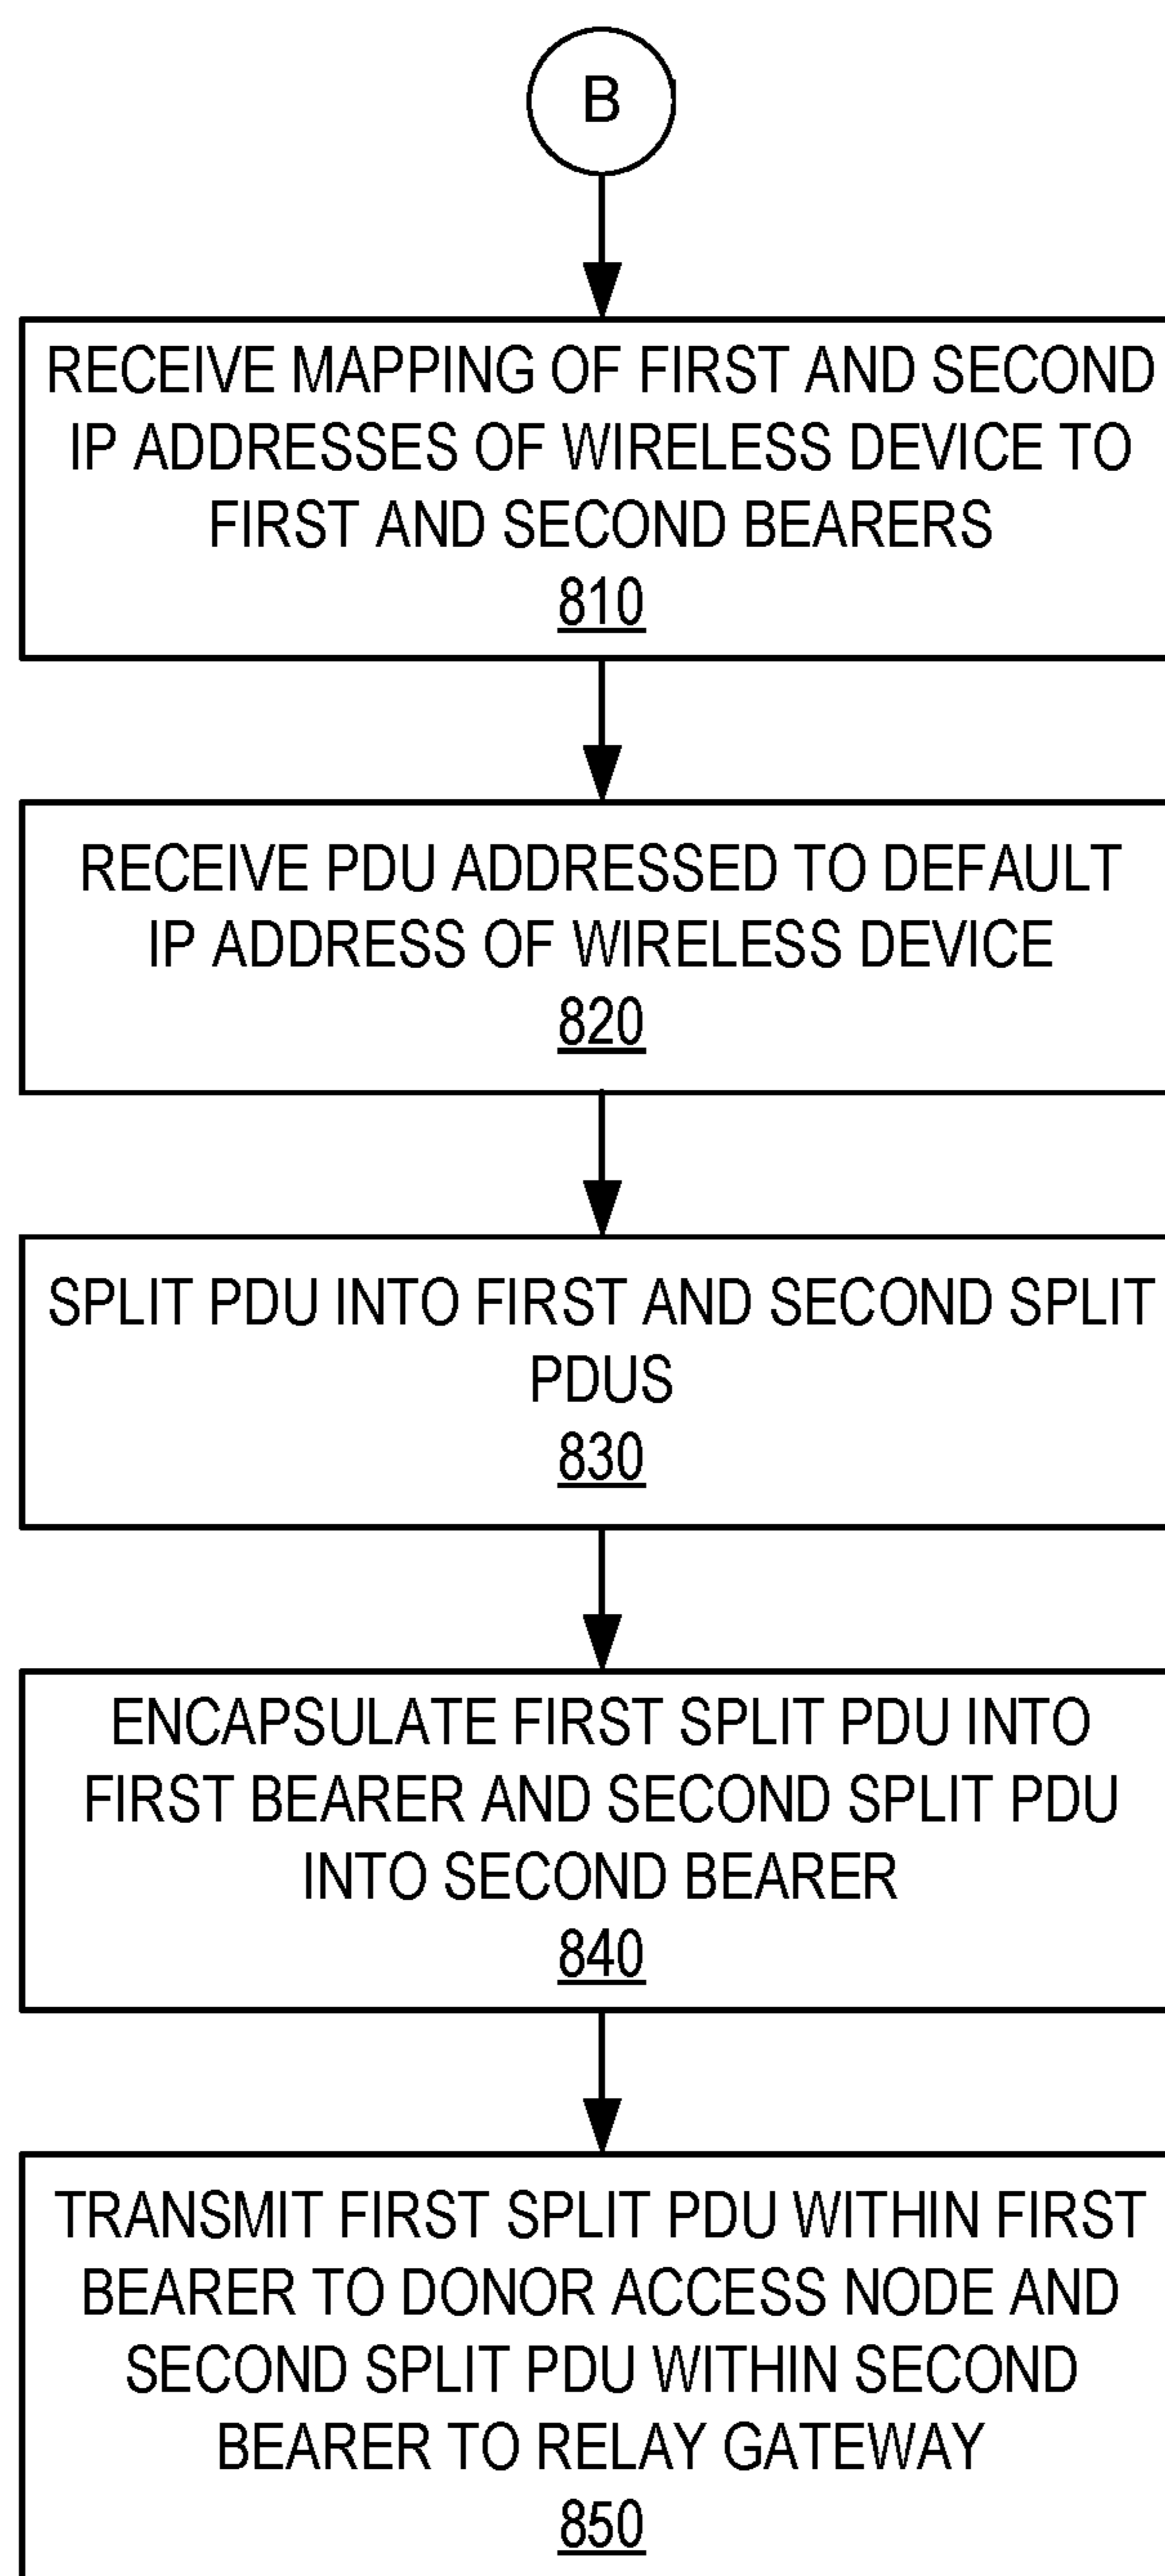 B
RECEIVE MAPPING OF FIRST AND SECOND
IP ADDRESSES OF WIRELESS DEVICE TO
FIRST AND SECOND BEARERS
810
RECEIVE PDU ADDRESSED TO DEFAULT
IP ADDRESS OF WIRELESS DEVICE
820
SPLIT PDU INTO FIRST AND SECOND SPLIT
PDUS
830
ENCAPSULATE FIRST SPLIT PDU INTO
FIRST BEARER AND SECOND SPLIT PDU
INTO SECOND BEARER
840
TRANSMIT FIRST SPLIT PDU WITHIN FIRST
BEARER TO DONOR ACCESS NODE AND
SECOND SPLIT PDU WITHIN SECOND
BEARER TO RELAY GATEWAY
850